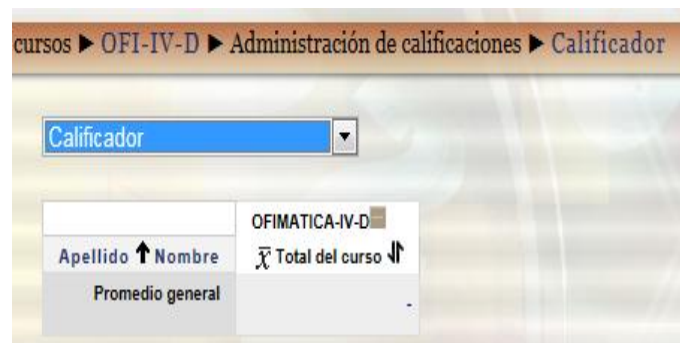 cursos ► OFI-IV-D ► Administración de calificaciones ► Calificador
Calificador
OFIMATICA-IV-D
Apellido ↑ Nombre x̄ Total del curso ↓↑
Promedio general -